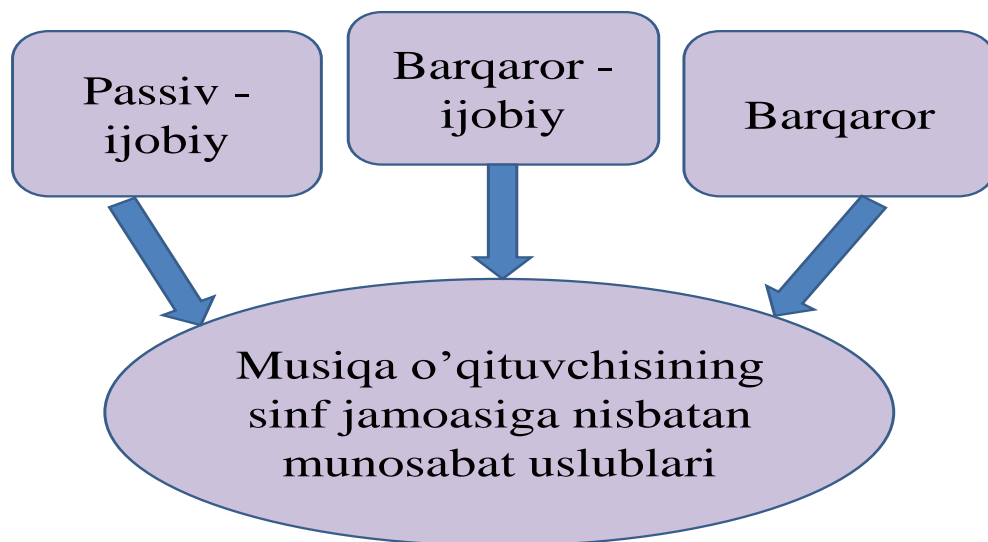 Passiv -
ijobiy
Barqaror -
ijobiy
Barqaror
Musiqa o’qituvchisining
sinf jamoasiga nisbatan
munosabat uslublari